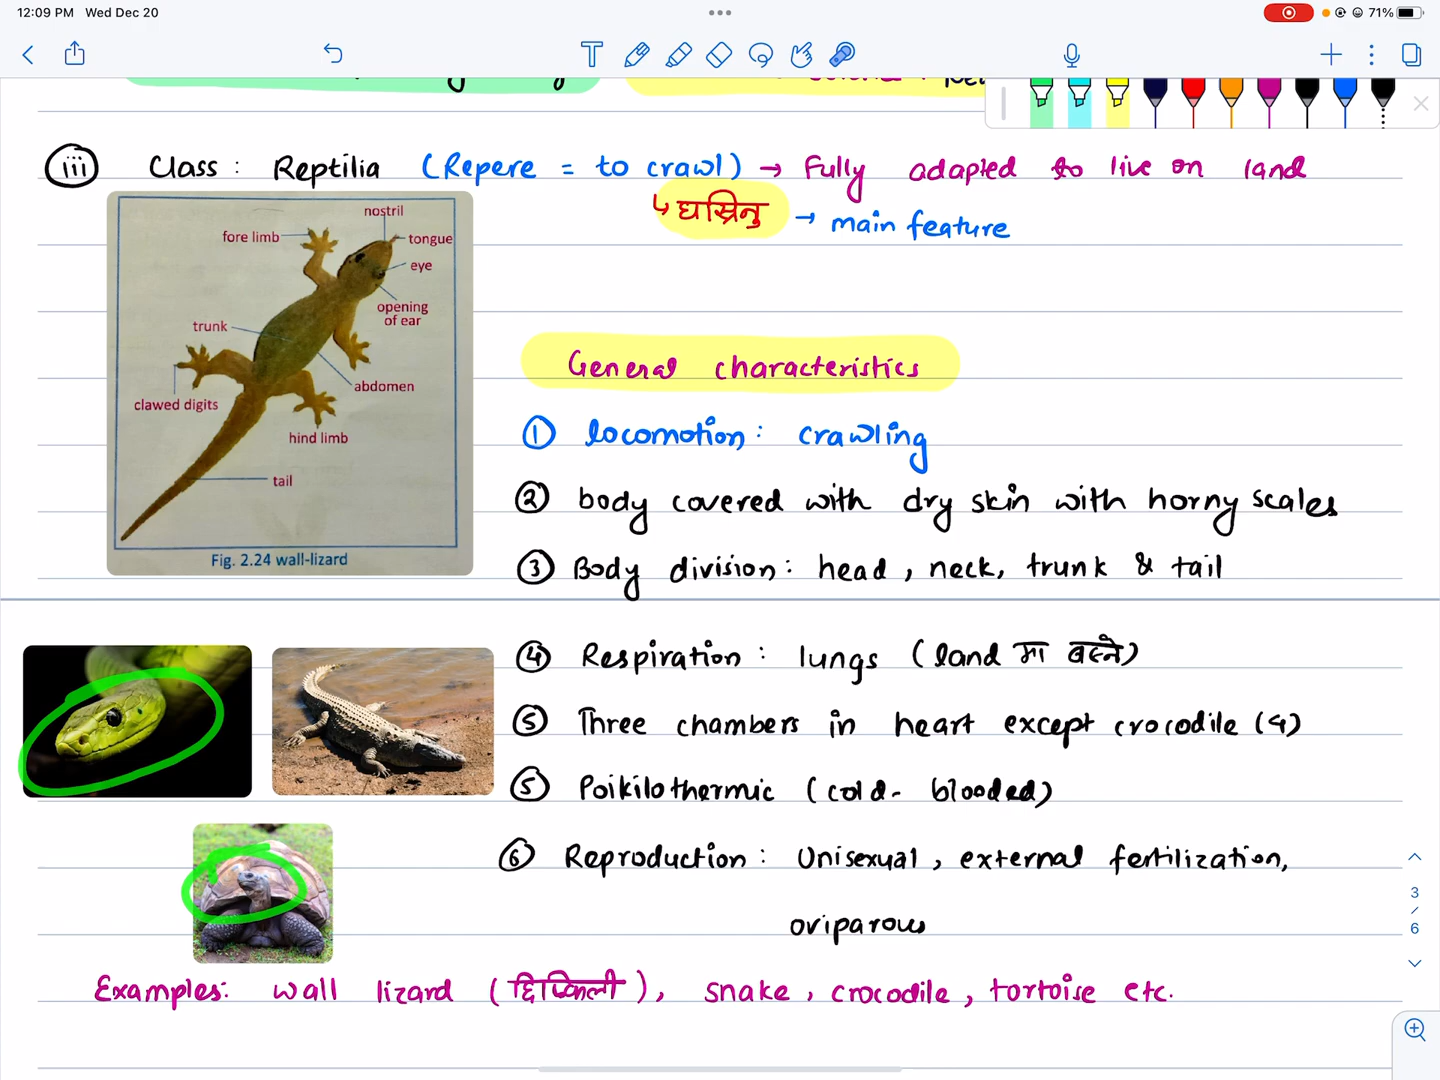 12:09 PM Wed Dec 20
71%
iii Class: Reptilia (Repere = to crawl) → Fully adapted to live on land
↳ घस्रिनु → main feature
nostril
fore limb
tongue
eye
opening of ear
trunk
abdomen
clawed digits
hind limb
tail
Fig. 2.24 wall-lizard
General characteristics
① locomotion: crawling
② body covered with dry skin with horny scales
③ Body division: head, neck, trunk & tail
④ Respiration: lungs (land मा बस्ने)
⑤ Three chambers in heart except crocodile (4)
⑤ Poikilothermic (cold-blooded)
⑥ Reproduction: Unisexual, external fertilization,
oviparous
Examples: wall lizard ( ), snake, crocodile, tortoise etc.
3
/
6